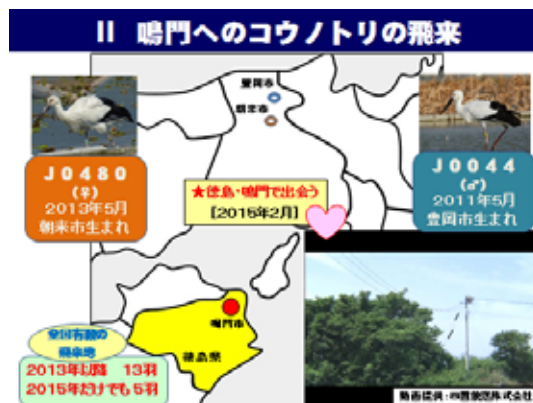 II 鳴門へのコウノトリの飛来
豊岡市
朝来市
J0480
(♀)
2013年5月
朝来市生まれ
J0044
(♂)
2011年5月
豊岡市生まれ
★徳島・鳴門で出会う
[2015年2月]
鳴門市
徳島県
全国有数の
飛来地
2013年以降 13羽
2015年だけでも5羽
動画提供:四国放送株式会社